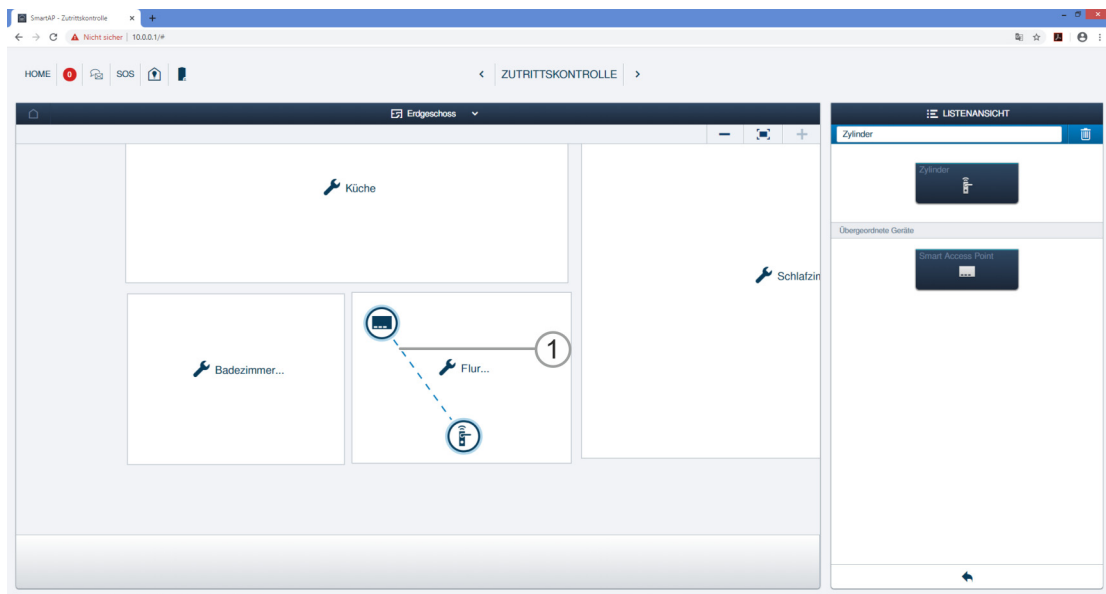 SmartAP - Zutrittskontrolle
Nicht sicher | 10.0.0.1/#
HOME 0 SOS
ZUTRITTSKONTROLLE
Erdgeschoss
LISTENANSICHT
Zylinder
Zylinder
Küche
Übergeordnete Geräte
Smart Access Point
Schlafzim
1
Badezimmer...
Flur...